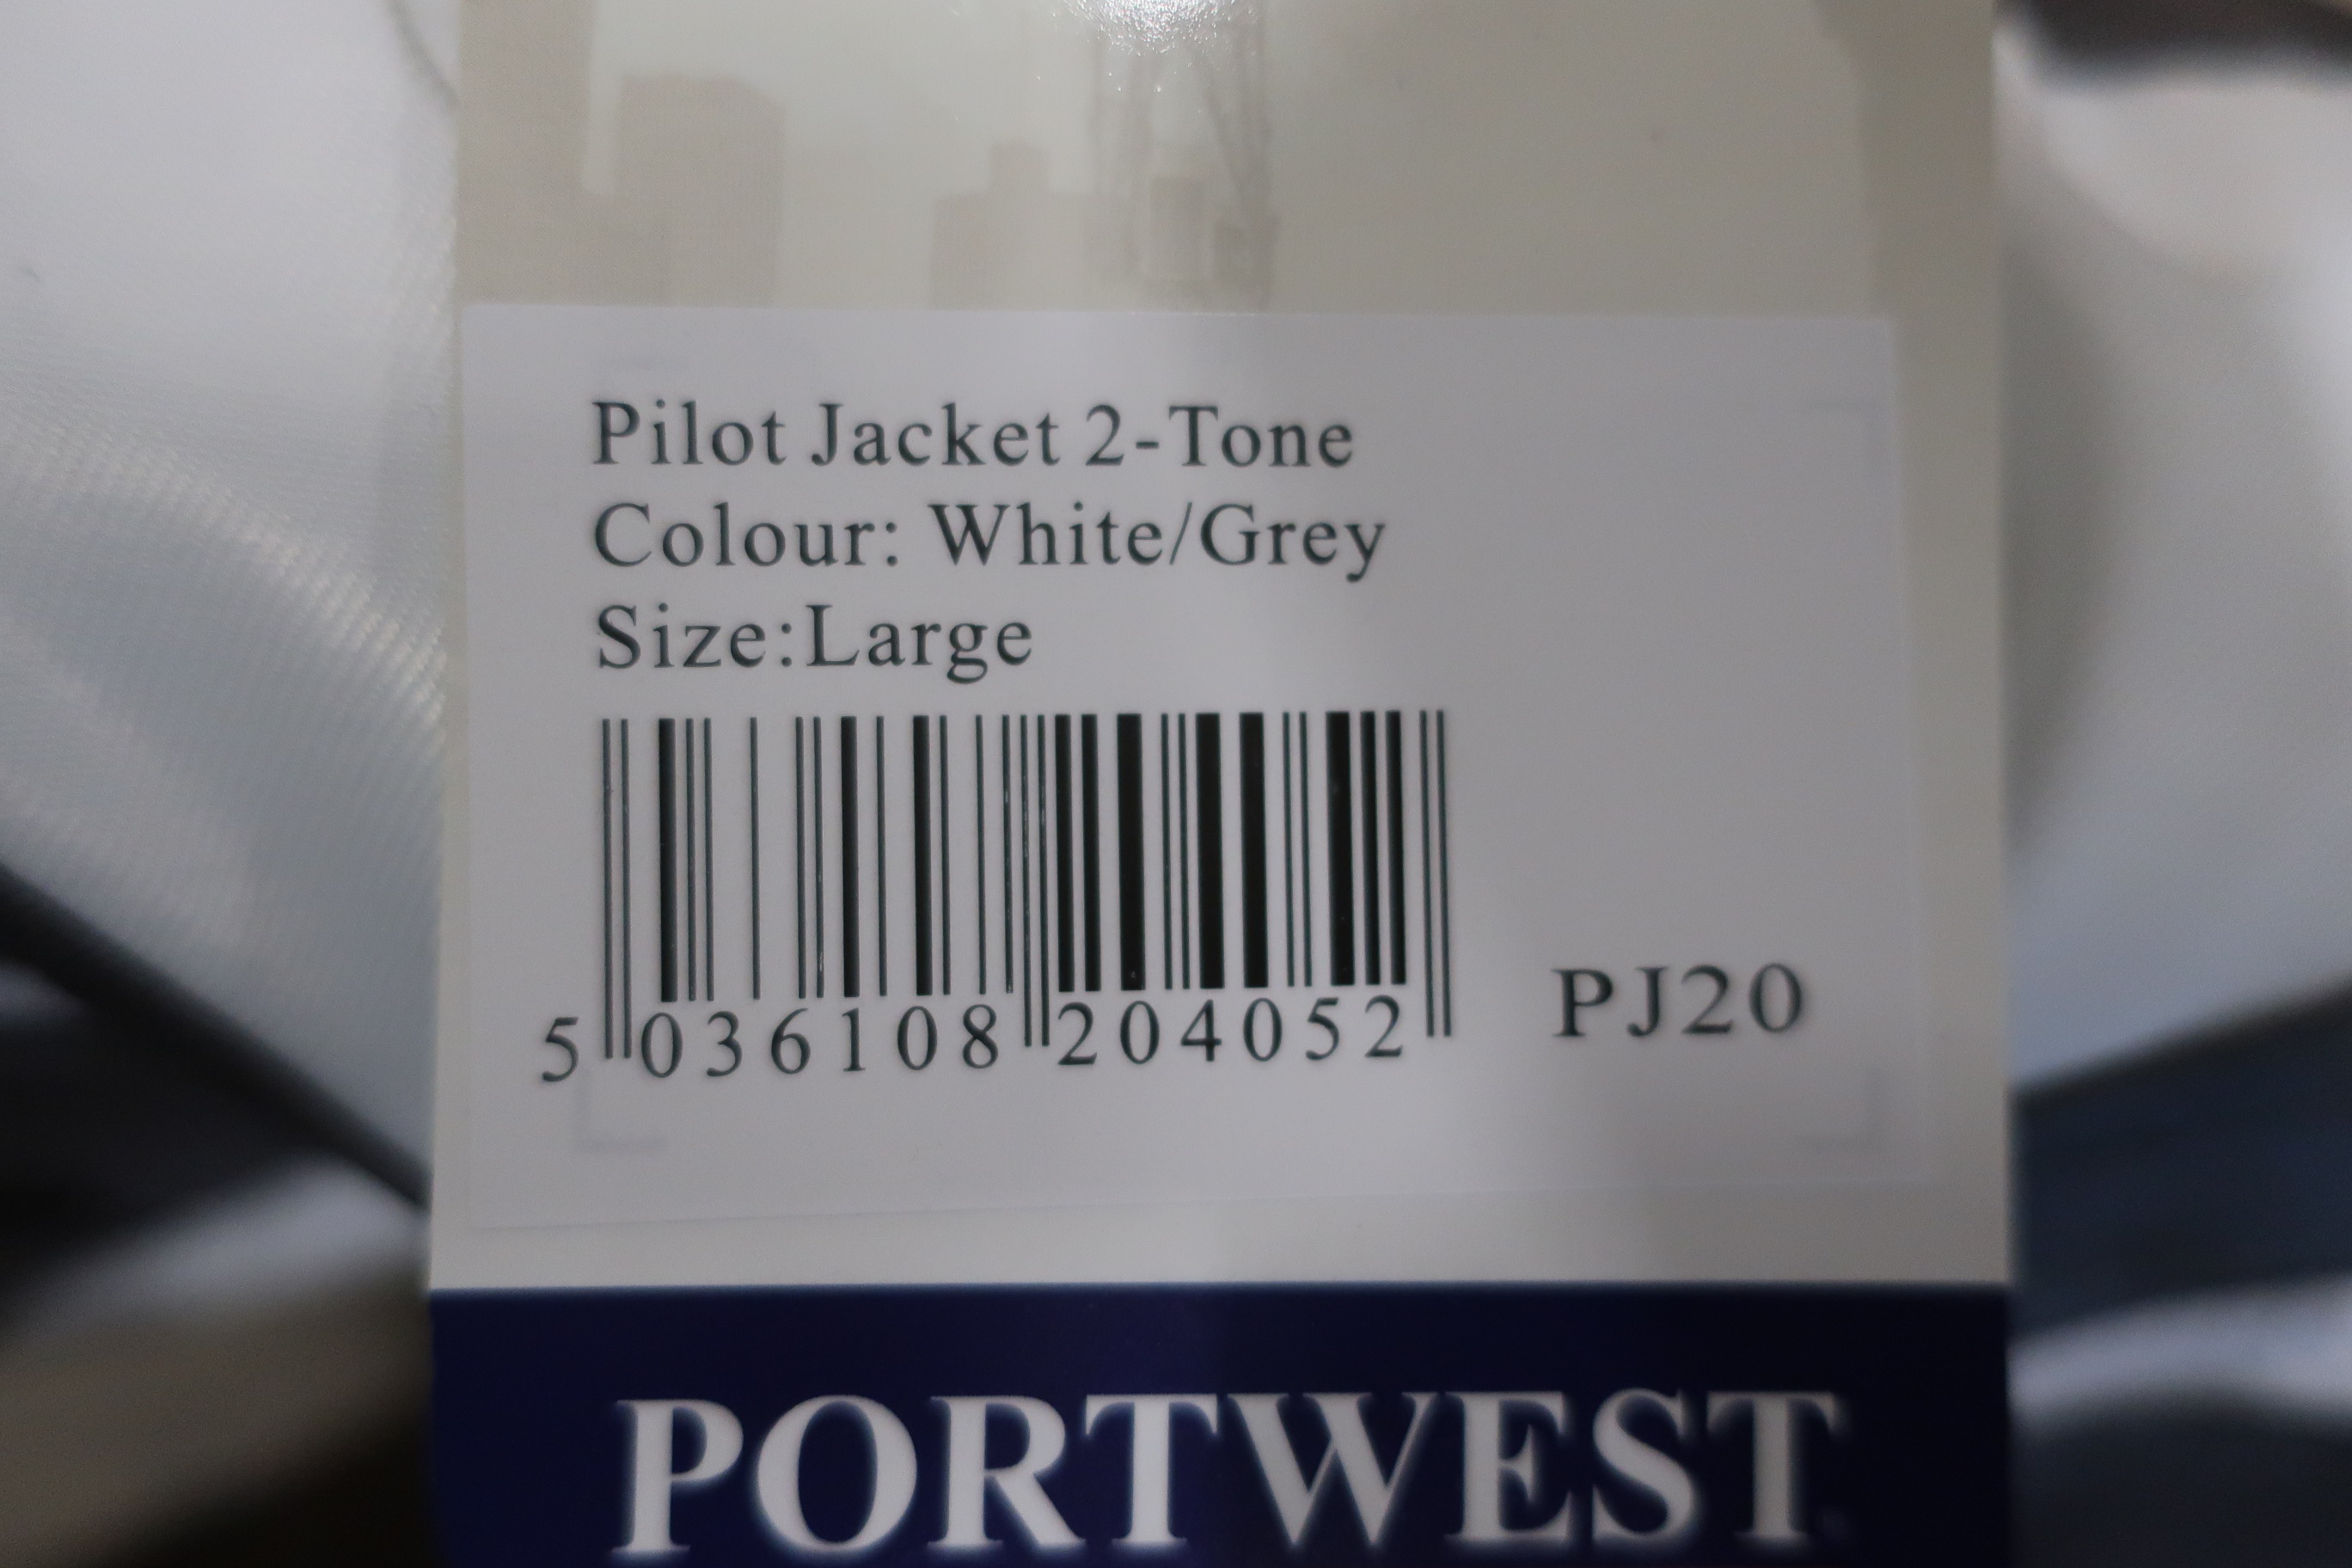 Pilot Jacket 2-Tone
Colour: White/Grey
Size:Large
5 036108 204052 PJ20
PORTWEST